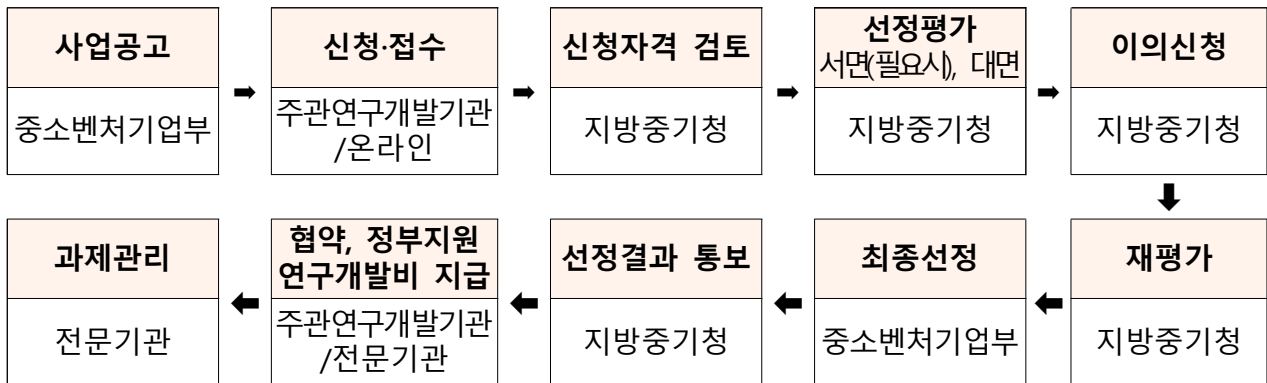 사업공고
중소벤처기업부
신청·접수
주관연구개발기관
/온라인
신청자격 검토
지방중기청
선정평가
서면(필요시), 대면
지방중기청
이의신청
지방중기청
재평가
지방중기청
최종선정
중소벤처기업부
선정결과 통보
지방중기청
협약, 정부지원
연구개발비 지급
주관연구개발기관
/전문기관
과제관리
전문기관